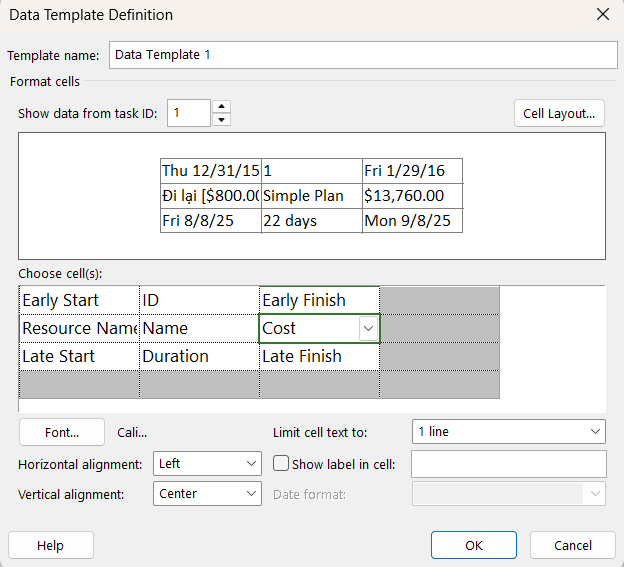 Data Template Definition
Template name: Data Template 1
Format cells
Show data from task ID: 1 Cell Layout...
Thu 12/31/15 1 Fri 1/29/16
Đi lại [$800.00 Simple Plan $13,760.00
Fri 8/8/25 22 days Mon 9/8/25
Choose cell(s):
Early Start ID Early Finish
Resource Name Name Cost
Late Start Duration Late Finish
Font... Cali... Limit cell text to: 1 line
Horizontal alignment: Left Show label in cell:
Vertical alignment: Center Date format:
Help OK Cancel